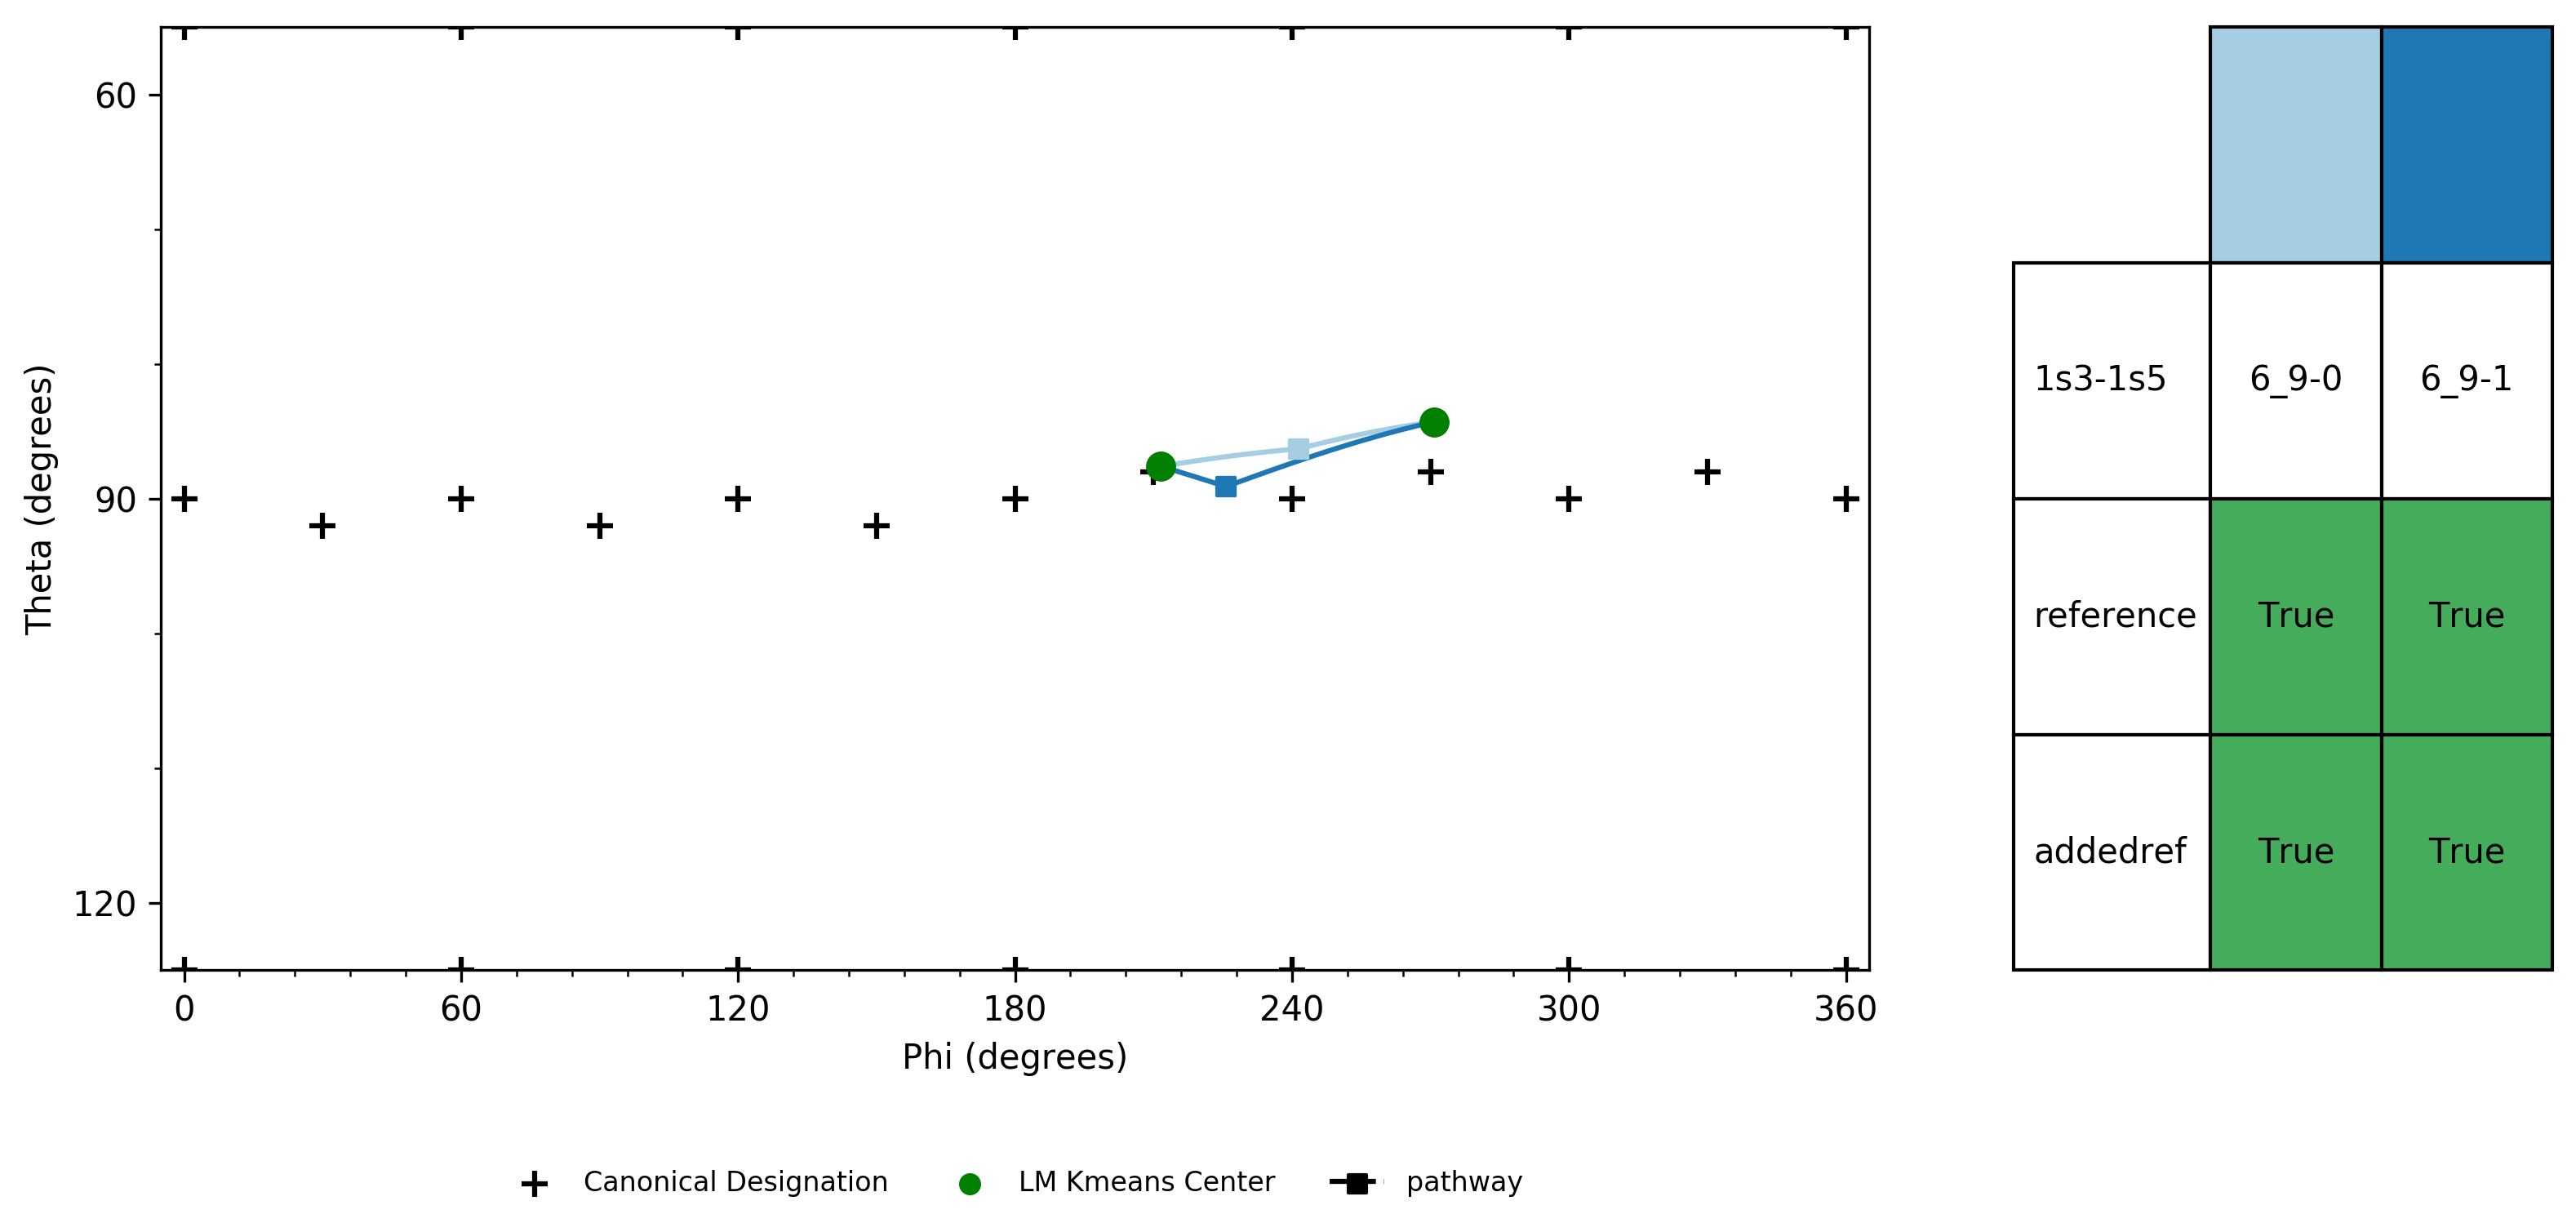 60
90
120
Theta (degrees)
0 60 120 180 240 300 360
Phi (degrees)
Canonical Designation LM Kmeans Center pathway
1s3-1s5 6_9-0 6_9-1
reference True True
addedref True True